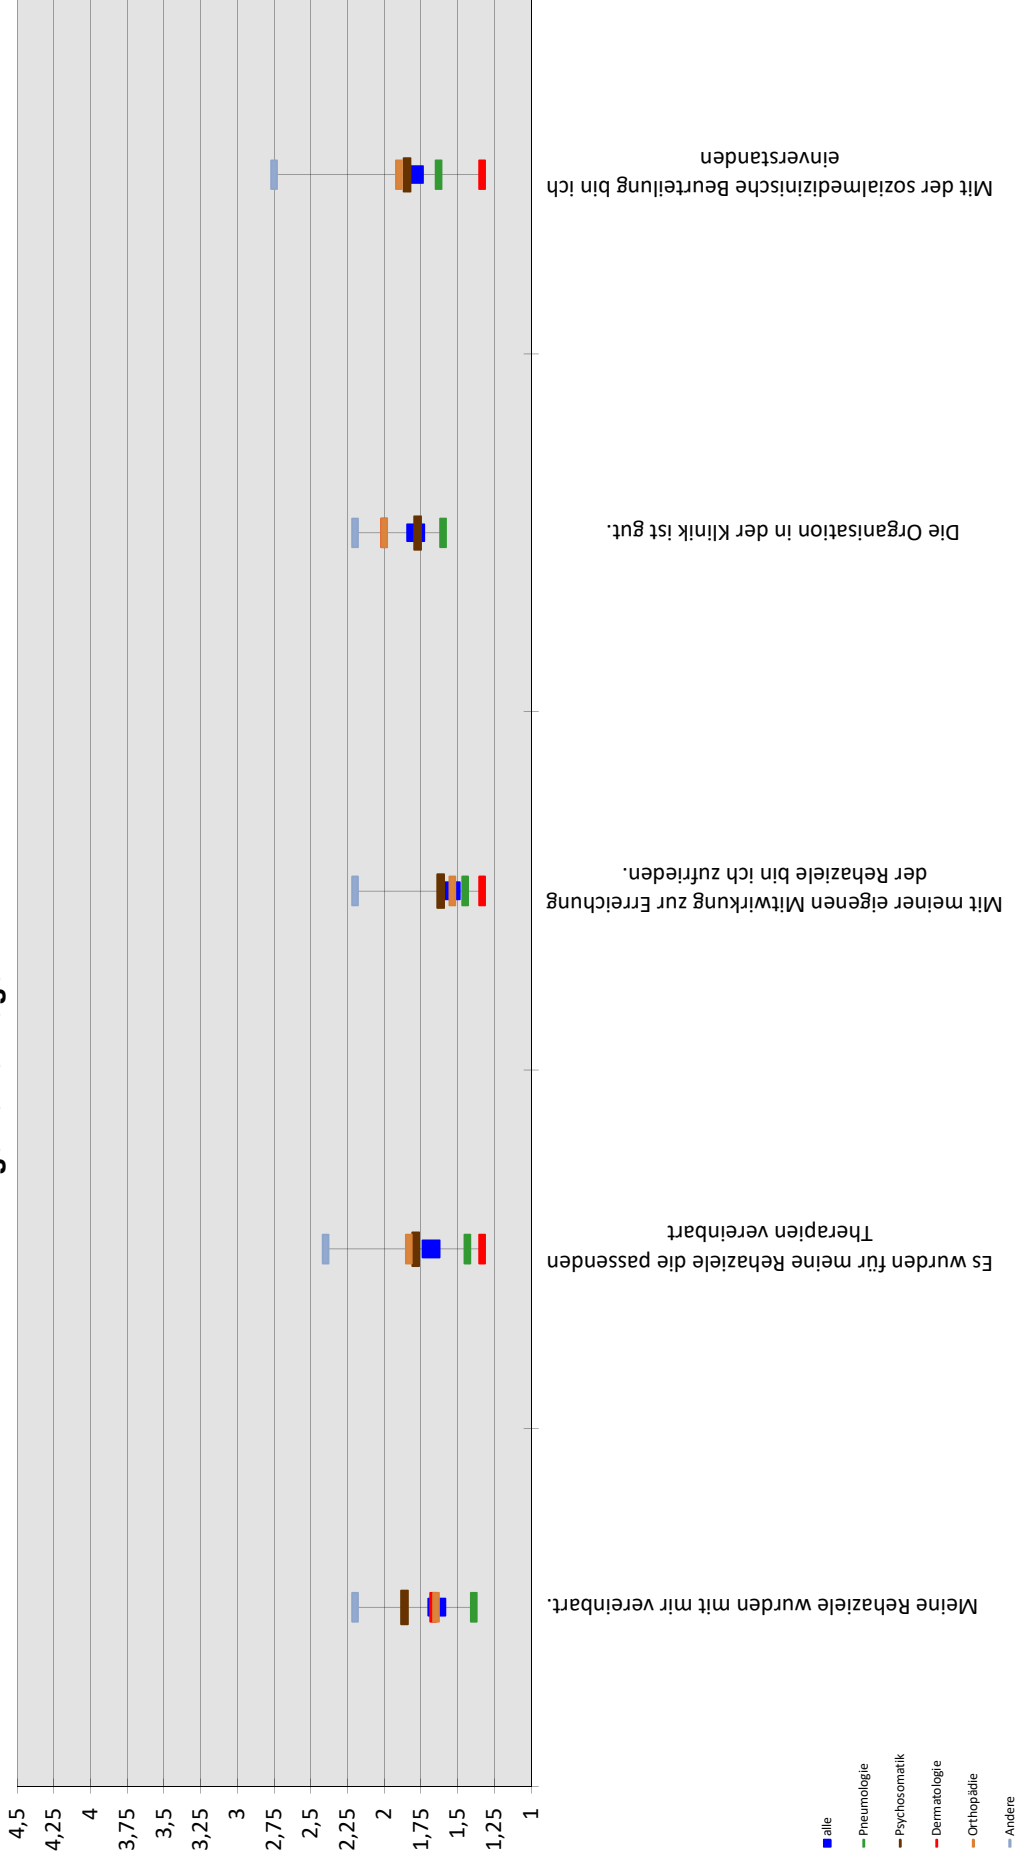 4,5
4,25
4
3,75
3,5
3,25
3
2,75
2,5
2,25
2
1,75
1,5
1,25
1
Meine Rehaziele wurden mit mir vereinbart.
Es wurden für meine Rehaziele die passenden
Therapien vereinbart
Mit meiner eigenen Mitwirkung zur Erreichung
der Rehaziele bin ich zufrieden.
Die Organisation in der Klinik ist gut.
Mit der sozialmedizinische Beurteilung bin ich
einverstanden
alle
Pneumologie
Psychosomatik
Dermatologie
Orthopädie
Andere